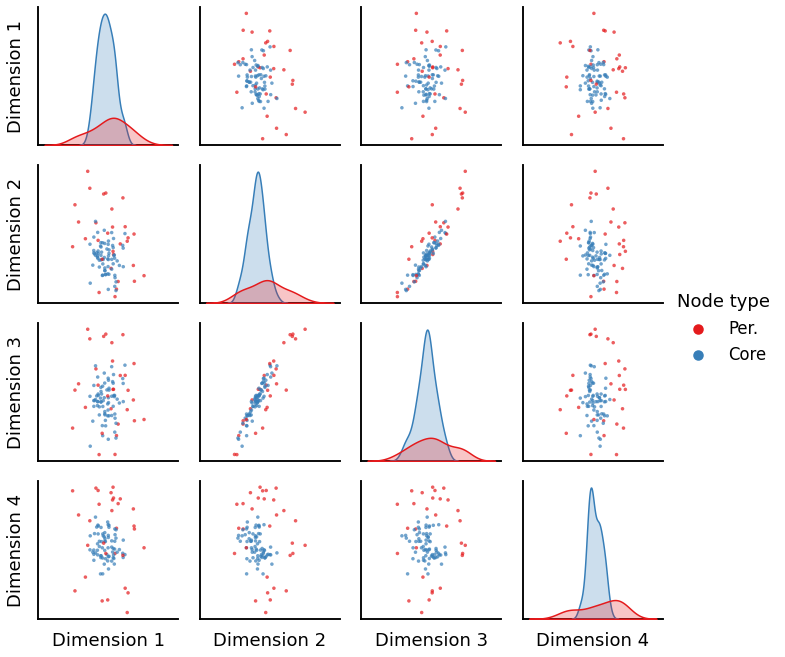 Dimension 1
Dimension 2
Dimension 3
Dimension 4
Node type
Per.
Core
Dimension 1
Dimension 2
Dimension 3
Dimension 4